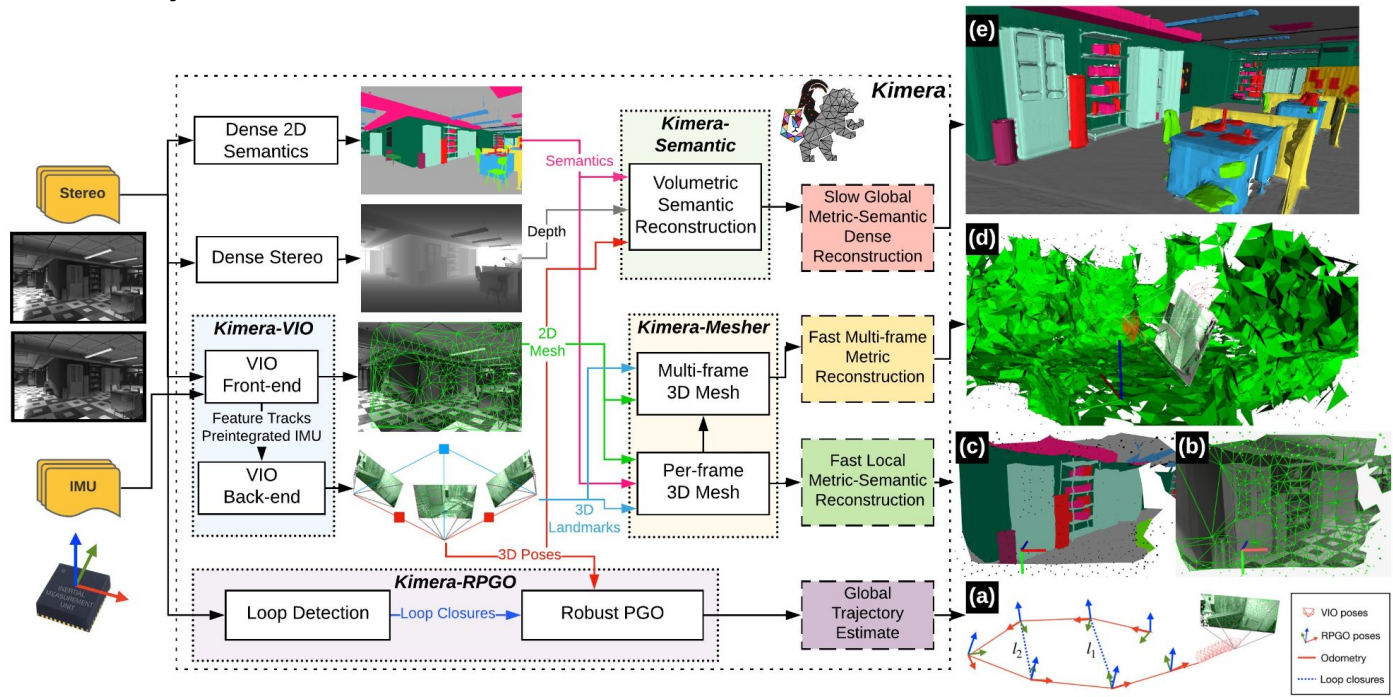 Kimera
(e)
Dense 2D
Semantics
Semantics
Kimera-
Semantic
Volumetric
Semantic
Reconstruction
Slow Global
Metric-Semantic
Dense
Reconstruction
Stereo
Dense Stereo
Depth
(d)
Kimera-VIO
VIO
Front-end
Feature Tracks
Preintegrated IMU
VIO
Back-end
2D
Mesh
Kimera-Mesher
Multi-frame
3D Mesh
Per-frame
3D Mesh
Fast Multi-frame
Metric
Reconstruction
Fast Local
Metric-Semantic
Reconstruction
(c)
(b)
IMU
3D
Landmarks
3D Poses
INERTIAL
MEASUREMENT
UNIT
Kimera-RPGO
Loop Detection
Loop Closures
Robust PGO
Global
Trajectory
Estimate
(a)
l2
l1
VIO poses
RPGO poses
Odometry
Loop closures